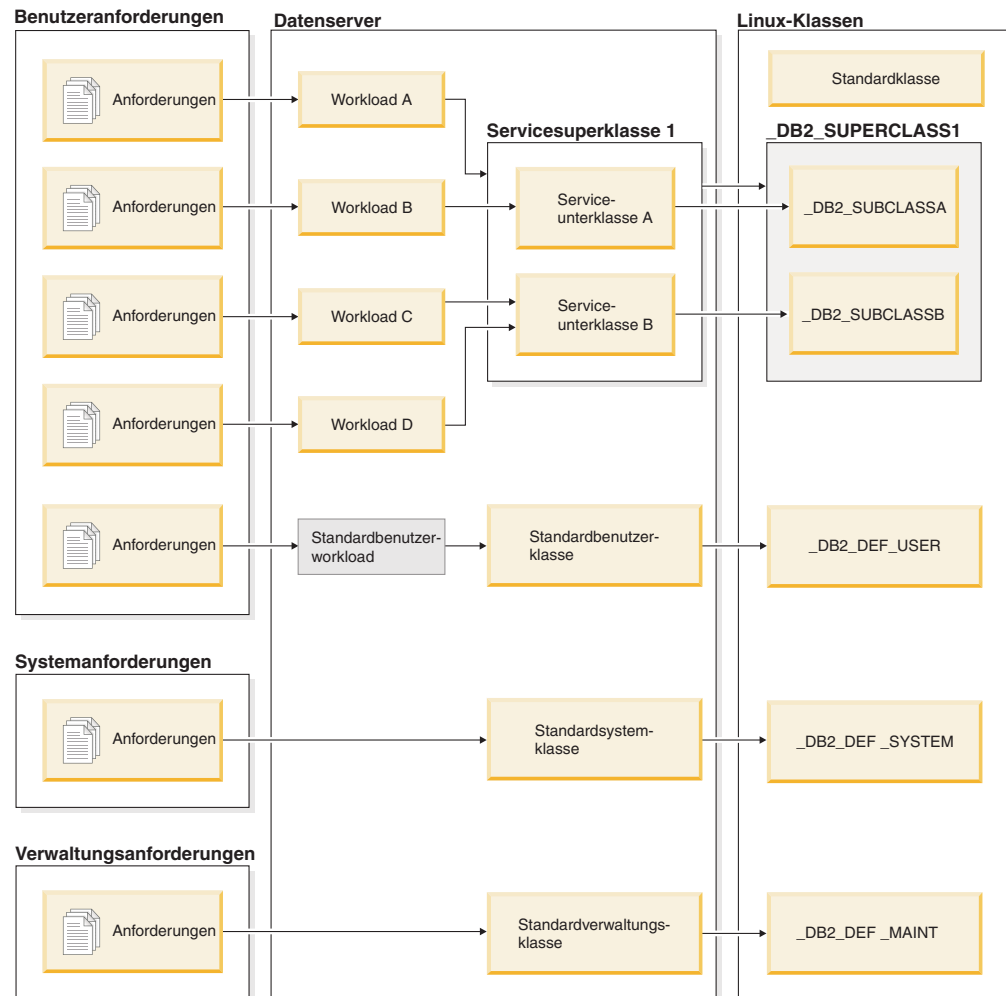 Benutzeranforderungen
Datenserver
Linux-Klassen
Standardklasse
Anforderungen
Workload A
Servicesuperklasse 1
_DB2_SUPERCLASS1
Anforderungen
Workload B
Service-
unterklasse A
_DB2_SUBCLASSA
Anforderungen
Workload C
Service-
unterklasse B
_DB2_SUBCLASSB
Anforderungen
Workload D
Anforderungen
Standardbenutzer-
workload
Standardbenutzer-
klasse
_DB2_DEF_USER
Systemanforderungen
Anforderungen
Standardsystem-
klasse
_DB2_DEF _SYSTEM
Verwaltungsanforderungen
Anforderungen
Standardverwaltungs-
klasse
_DB2_DEF _MAINT